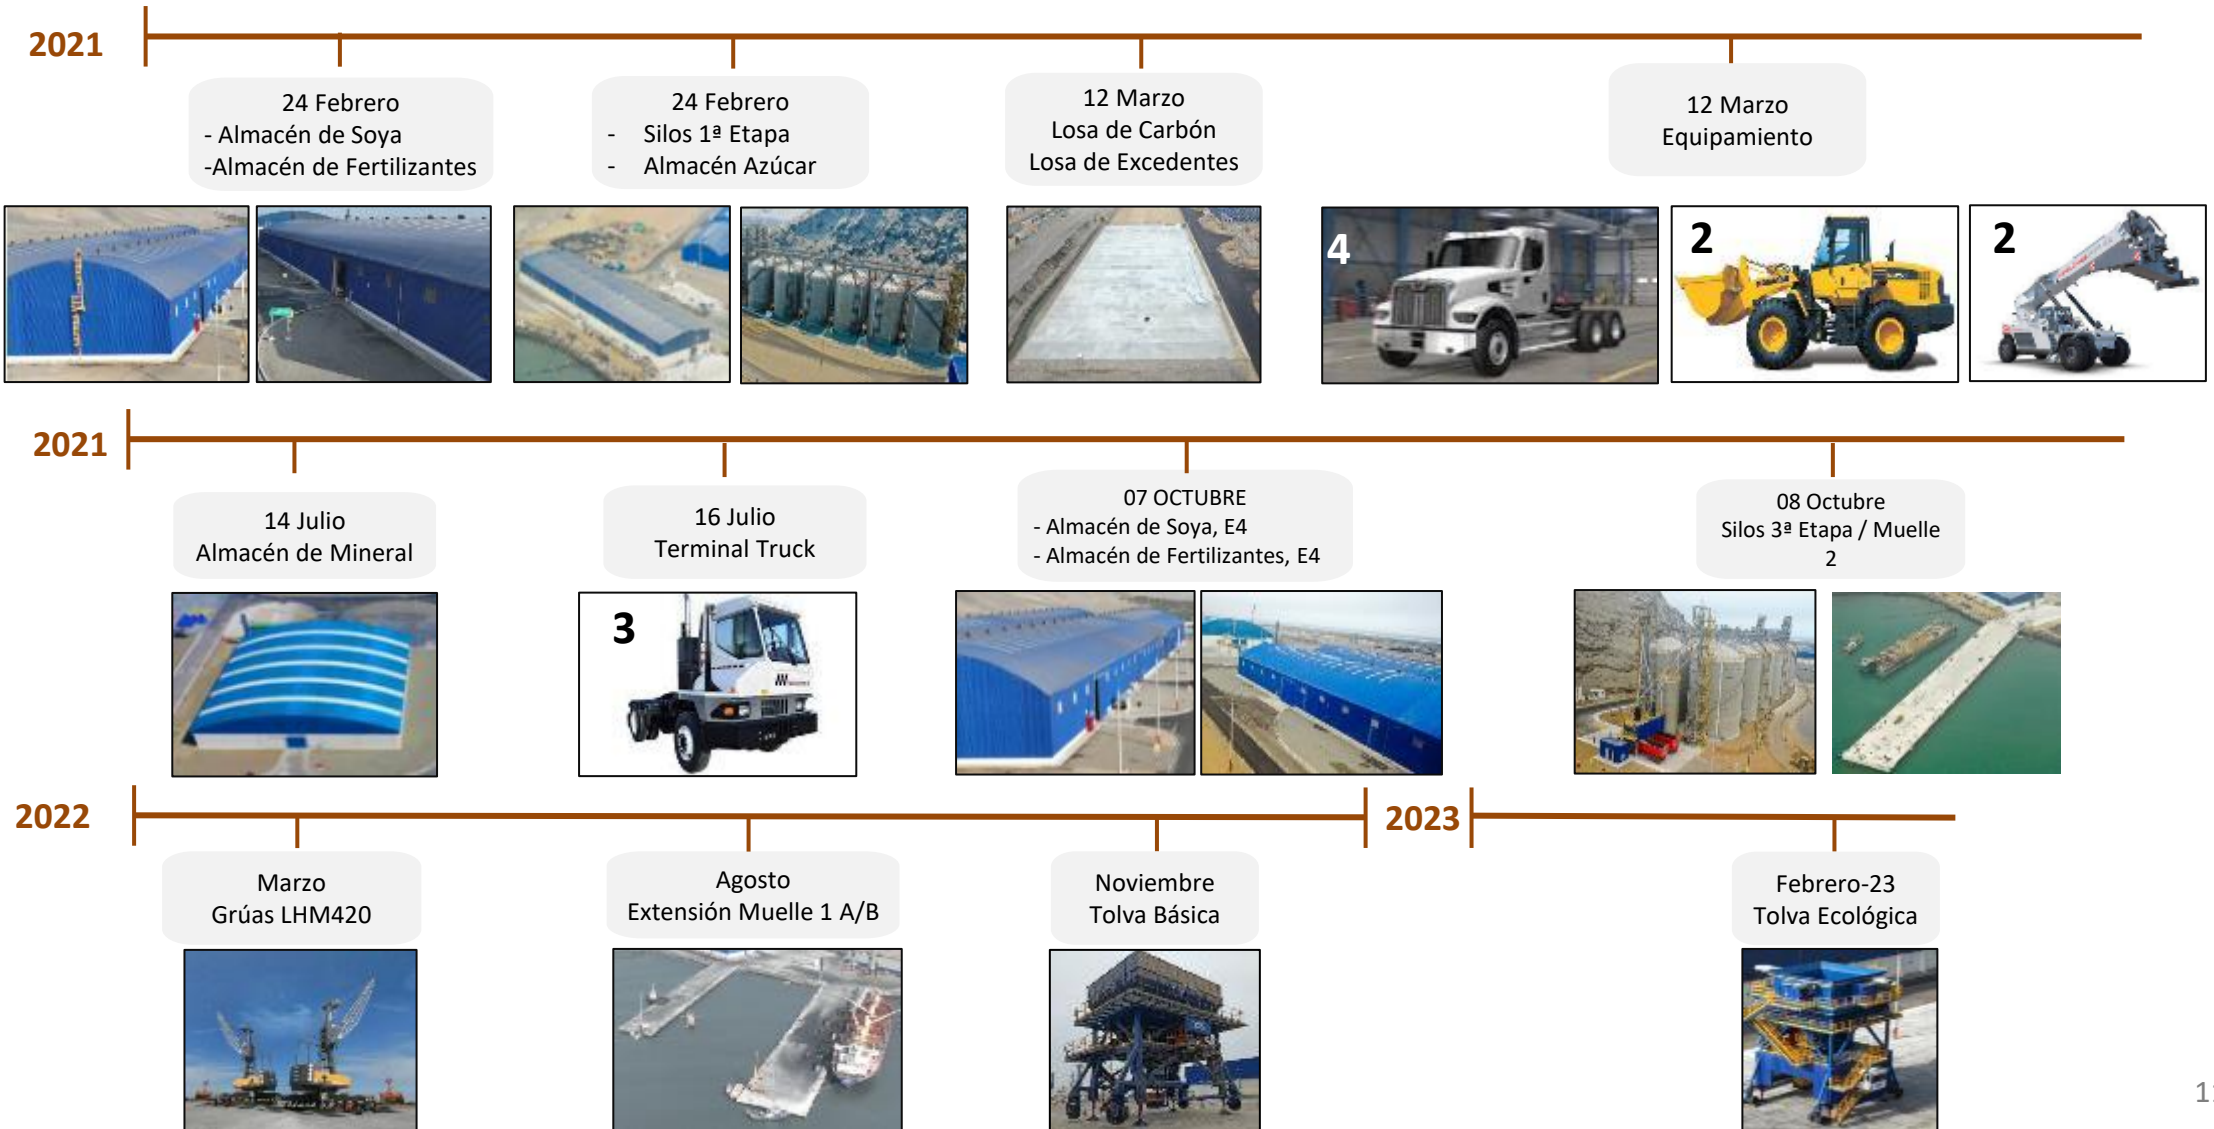 2021
24 Febrero
- Almacén de Soya
-Almacén de Fertilizantes
24 Febrero
- Silos 1ª Etapa
- Almacén Azúcar
12 Marzo
Losa de Carbón
Losa de Excedentes
12 Marzo
Equipamiento
4
2
2
2021
14 Julio
Almacén de Mineral
16 Julio
Terminal Truck
3
07 OCTUBRE
- Almacén de Soya, E4
- Almacén de Fertilizantes, E4
08 Octubre
Silos 3ª Etapa / Muelle
2
2022
Marzo
Grúas LHM420
Agosto
Extensión Muelle 1 A/B
Noviembre
Tolva Básica
2023
Febrero-23
Tolva Ecológica